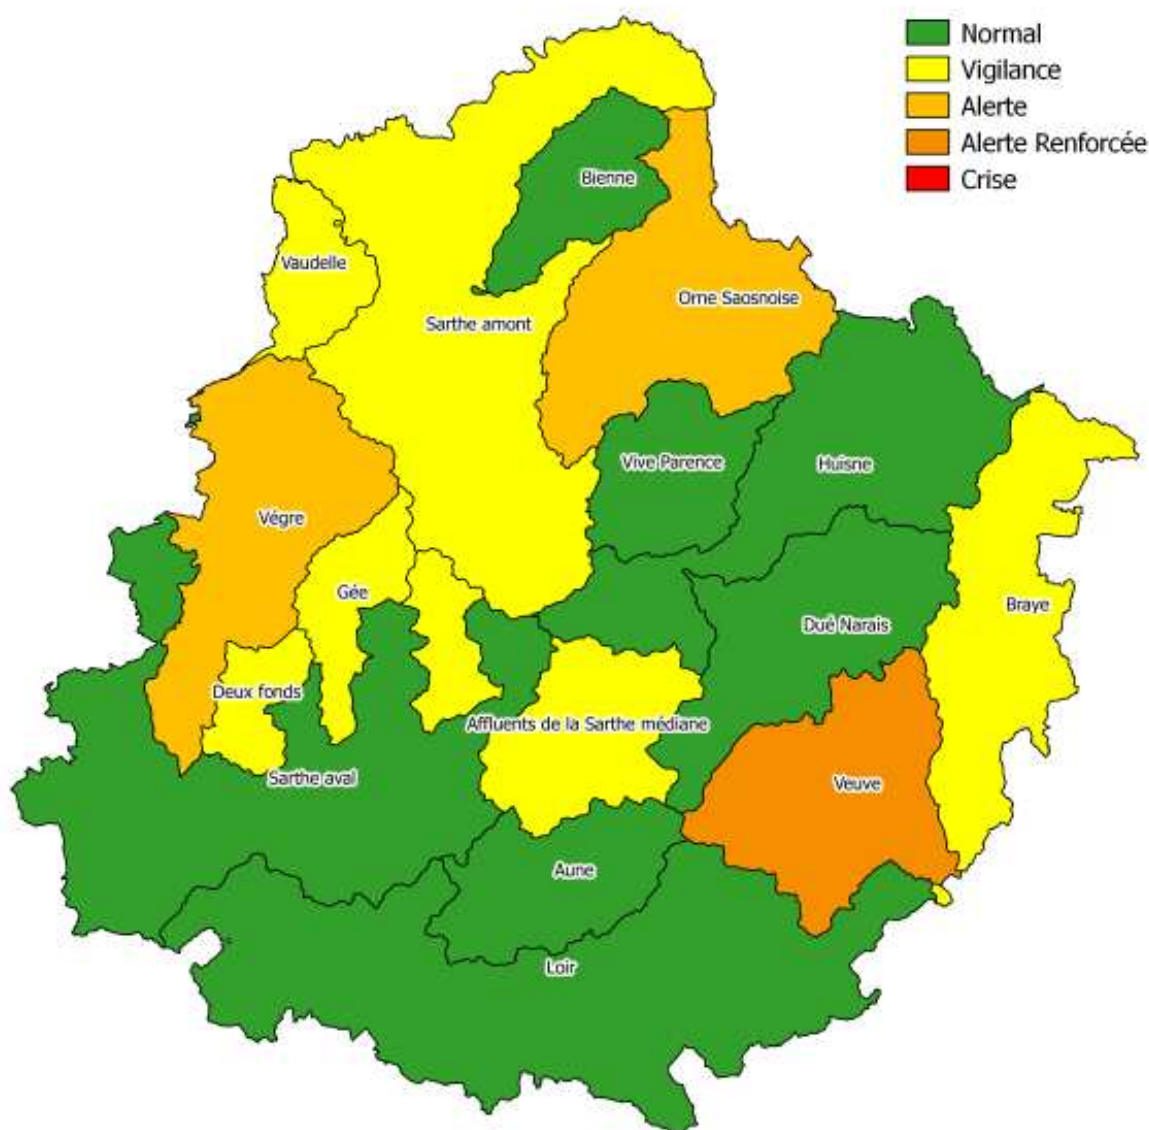 Normal
Vigilance
Alerte
Alerte Renforcée
Crise
Bienne
Vaudelle
Orne Saosnoise
Sarthe amont
Vive Parence
Huisne
Végre
Gée
Braye
Dué Narais
Deux fonds
Affluents de la Sarthe médiane
Sarthe aval
Veuve
Aune
Loir